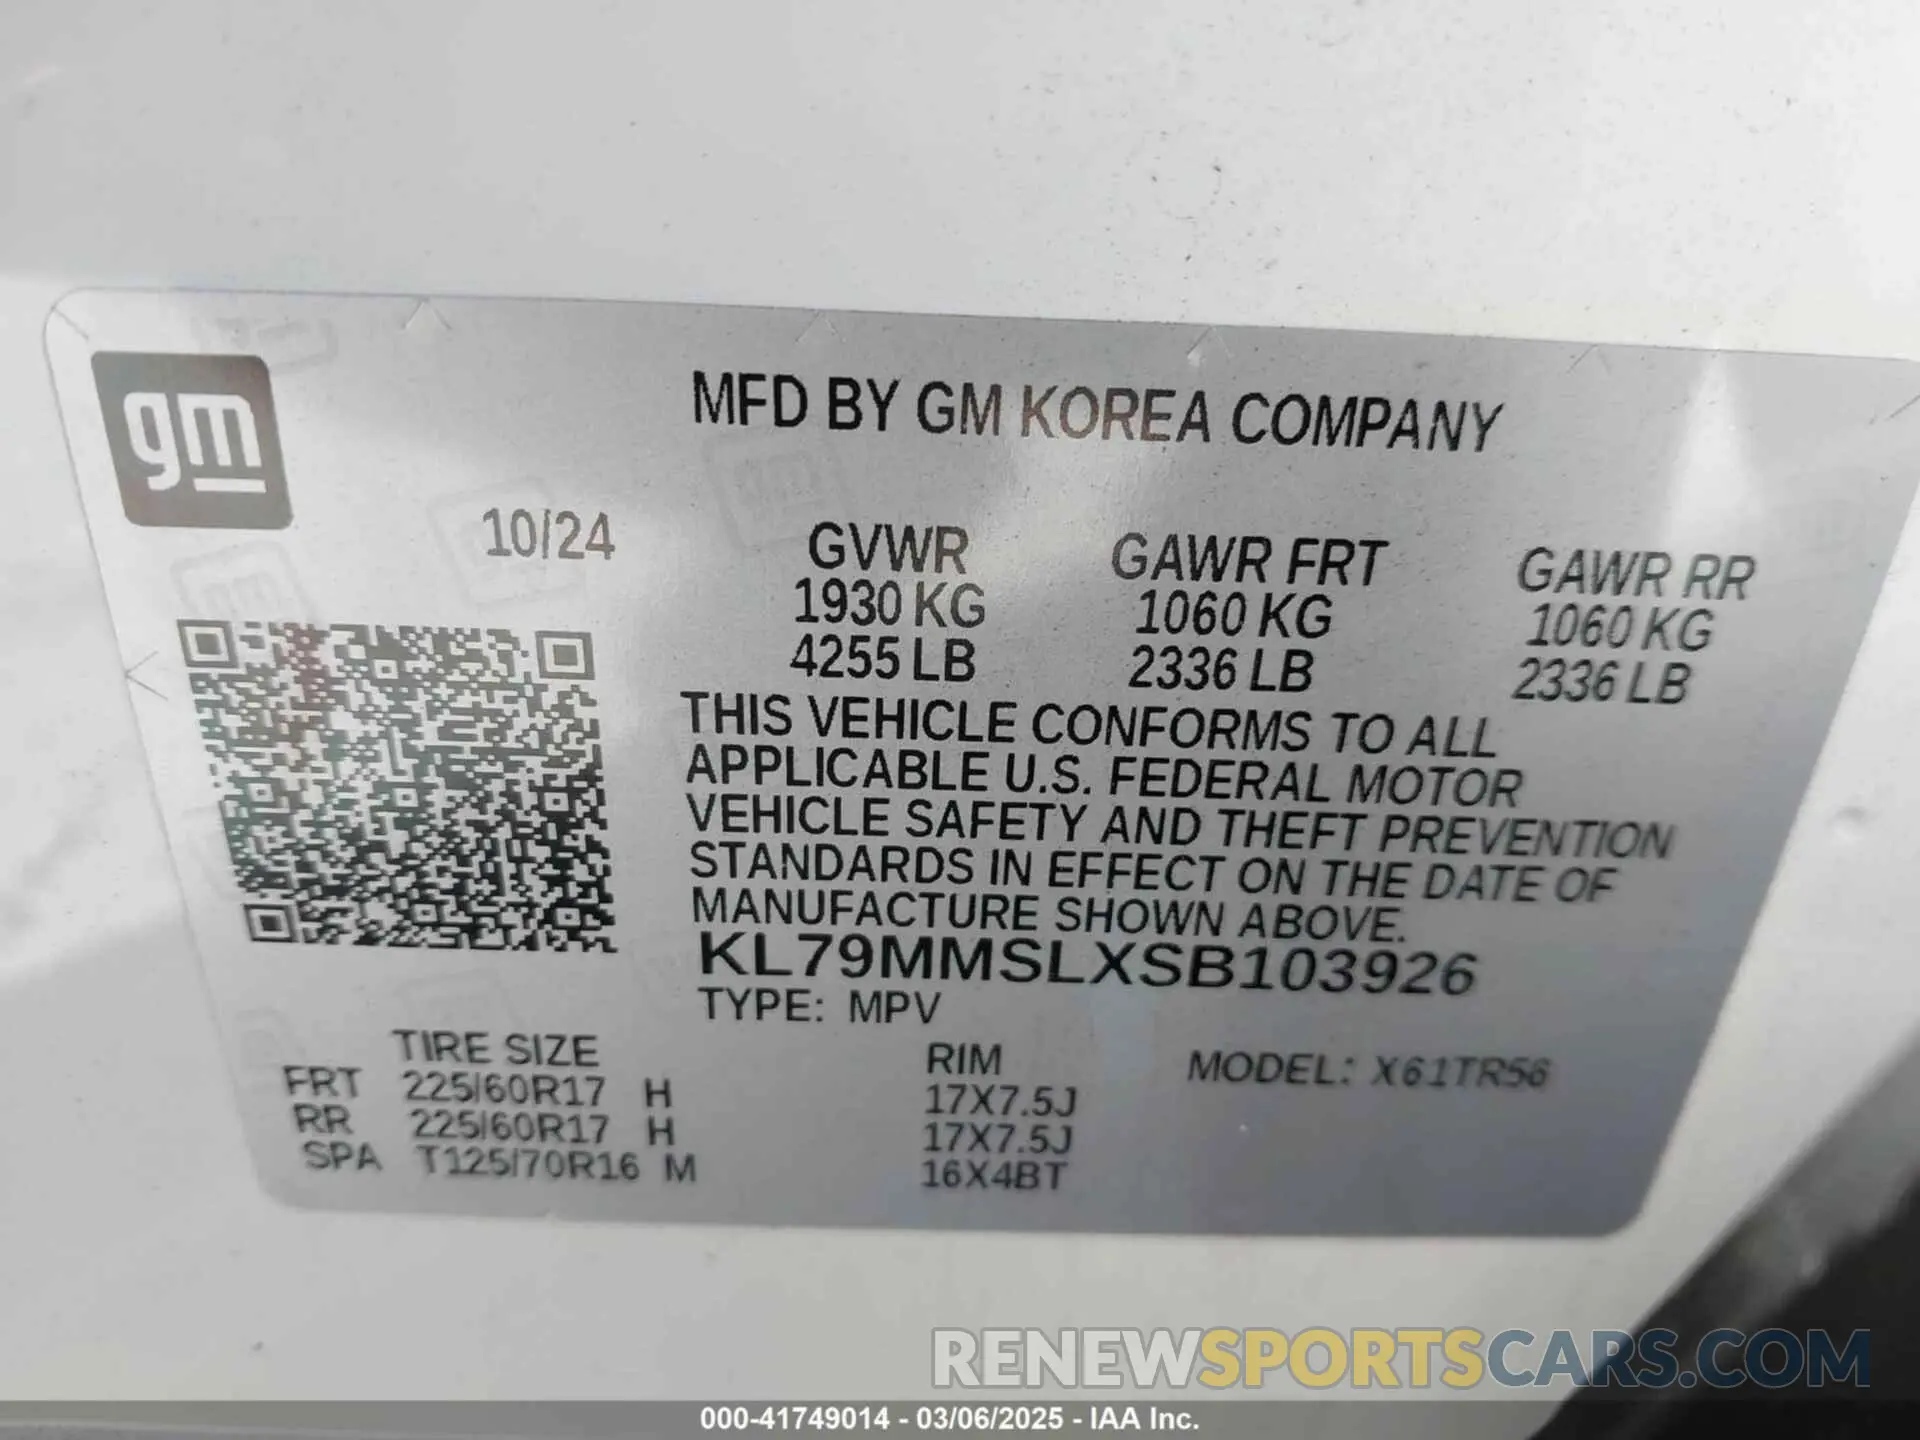 gm
MFD BY GM KOREA COMPANY
10/24
GVWR GAWR FRT GAWR RR
1930 KG 1060 KG 1060 KG
4255 LB 2336 LB 2336 LB
THIS VEHICLE CONFORMS TO ALL
APPLICABLE U.S. FEDERAL MOTOR
VEHICLE SAFETY AND THEFT PREVENTION
STANDARDS IN EFFECT ON THE DATE OF
MANUFACTURE SHOWN ABOVE.
KL79MMSLXSB103926
TYPE: MPV
TIRE SIZE RIM MODEL: X61TR56
FRT 225/60R17 H 17X7.5J
RR 225/60R17 H 17X7.5J
SPA T125/70R16 M 16X4BT
RENEWSPORTSCARS.COM
000-41749014 - 03/06/2025 - IAA Inc.